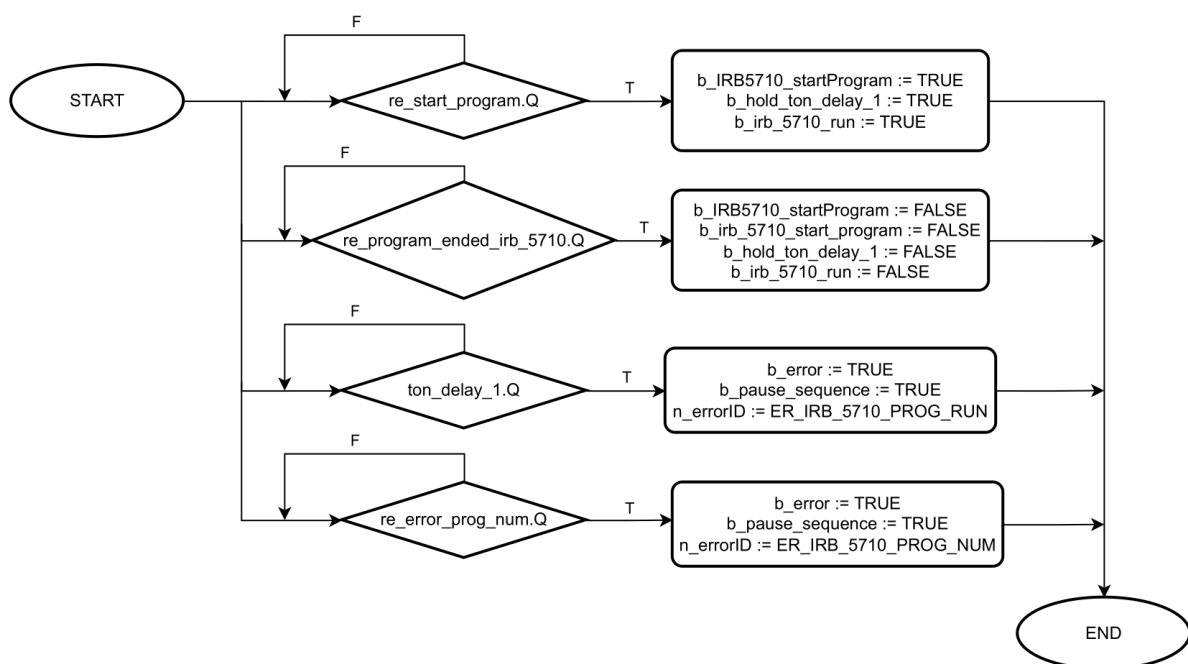 F
START
re_start_program.Q
T
b_IRB5710_startProgram := TRUE
b_hold_ton_delay_1 := TRUE
b_irb_5710_run := TRUE
F
re_program_ended_irb_5710.Q
T
b_IRB5710_startProgram := FALSE
b_irb_5710_start_program := FALSE
b_hold_ton_delay_1 := FALSE
b_irb_5710_run := FALSE
F
ton_delay_1.Q
T
b_error := TRUE
b_pause_sequence := TRUE
n_errorID := ER_IRB_5710_PROG_RUN
F
re_error_prog_num.Q
T
b_error := TRUE
b_pause_sequence := TRUE
n_errorID := ER_IRB_5710_PROG_NUM
END